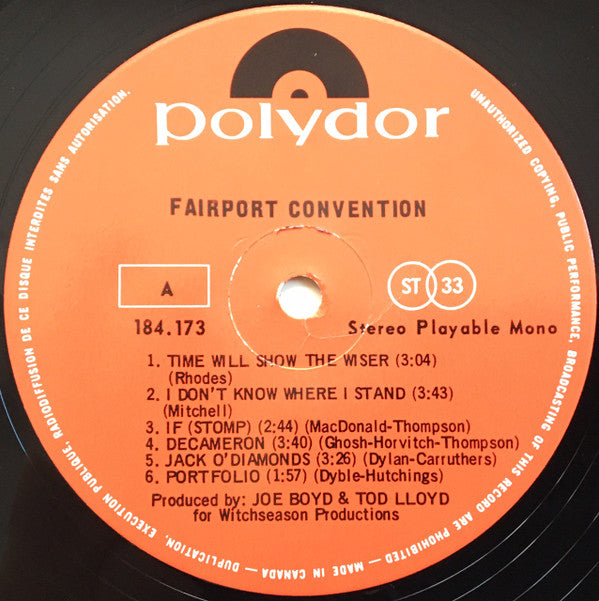 polydor
FAIRPORT CONVENTION
A
ST 33
184.173
Stereo Playable Mono
1. TIME WILL SHOW THE WISER (3:04)
(Rhodes)
2. I DON'T KNOW WHERE I STAND (3:43)
(Mitchell)
3. IF (STOMP) (2:44) (MacDonald-Thompson)
4. DECAMERON (3:40) (Ghosh-Horvitch-Thompson)
5. JACK O'DIAMONDS (3:26) (Dylan-Carruthers)
6. PORTFOLIO (1:57) (Dyble-Hutchings)
Produced by: JOE BOYD & TOD LLOYD
for Witchseason Productions
UNAUTHORIZED COPYING, PUBLIC PERFORMANCE, BROADCASTING OF THIS RECORD ARE PROHIBITED — MADE IN CANADA — DUPLICATION, EXECUTION PUBLIQUE, RADIODIFFUSION DE CE DISQUE INTERDITES SANS AUTORISATION.